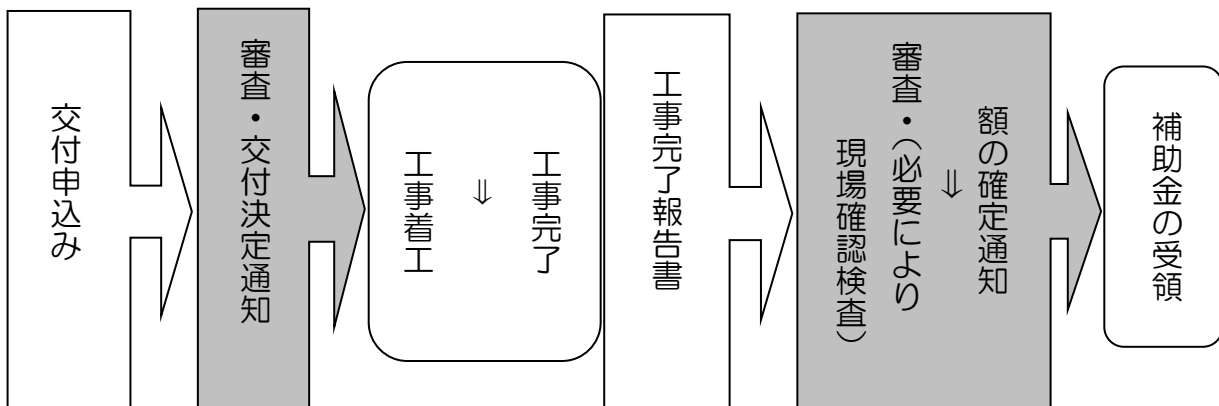 交付申込み
審査・交付決定通知
工事着工
⇓
工事完了
工事完了報告書
審査・(必要により
現場確認検査)
⇓
額の確定通知
補助金の受領